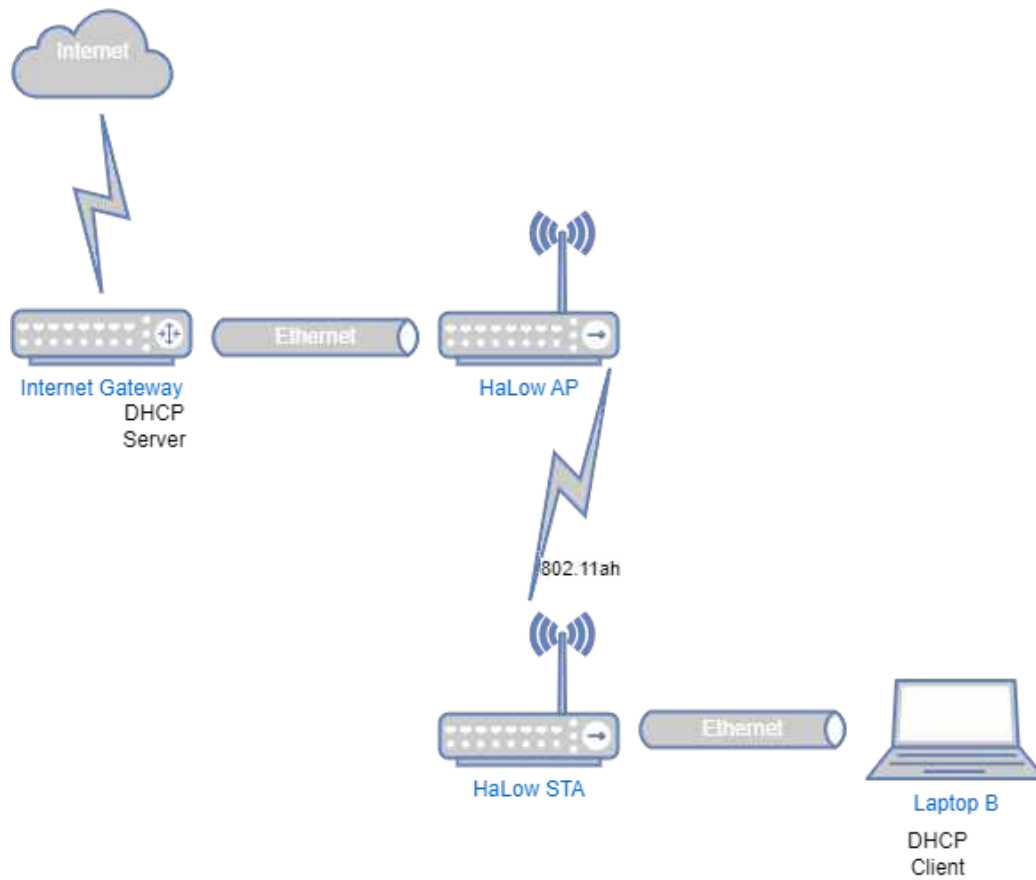 Internet
Ethernet
Internet Gateway
DHCP
Server
HaLow AP
802.11ah
Ethernet
HaLow STA
Laptop B
DHCP
Client